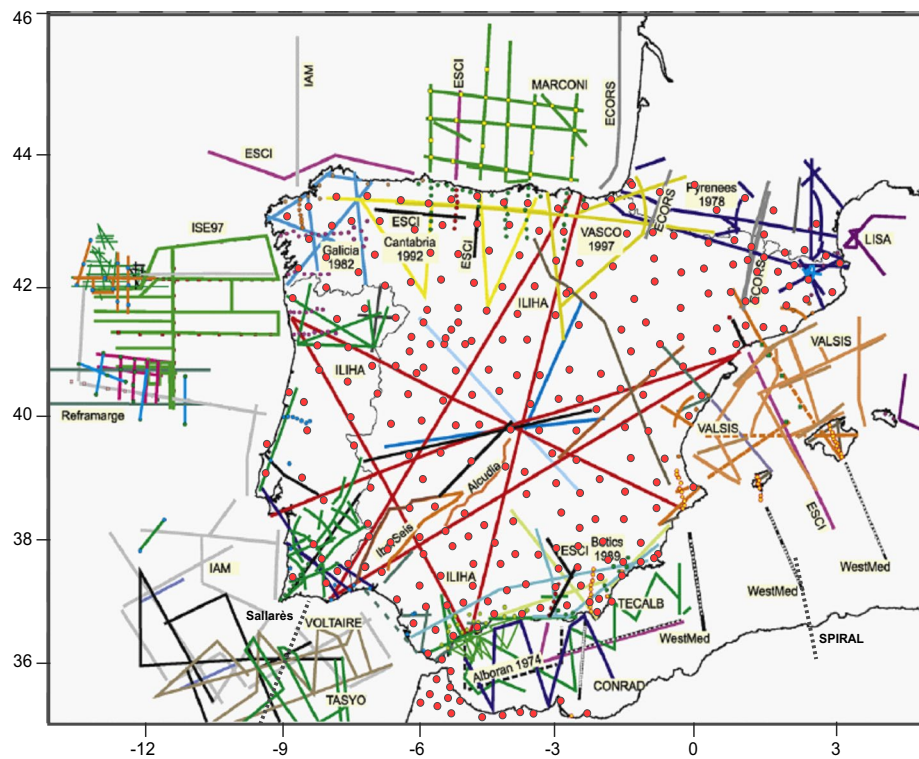 46
IAM
ESCI
MARCONI
ECORS
44
ESCI
Pyrenees
1978
ECORS
ISE97
ESCI
Galicia
1982
Cantabria
1992
ESCI
VASCO
1997
LISA
ECORS
42
ILIHA
VALSIS
ILIHA
40
Reframarge
VALSIS
Alcudia
ESCI
38
IberSeis
ESCI
Betics
1989
IAM
ILIHA
WestMed
WestMed
TECALB
Sallarès
VOLTAIRE
WestMed
SPIRAL
36
Alboran 1974
CONRAD
TASYO
-12
-9
-6
-3
0
3